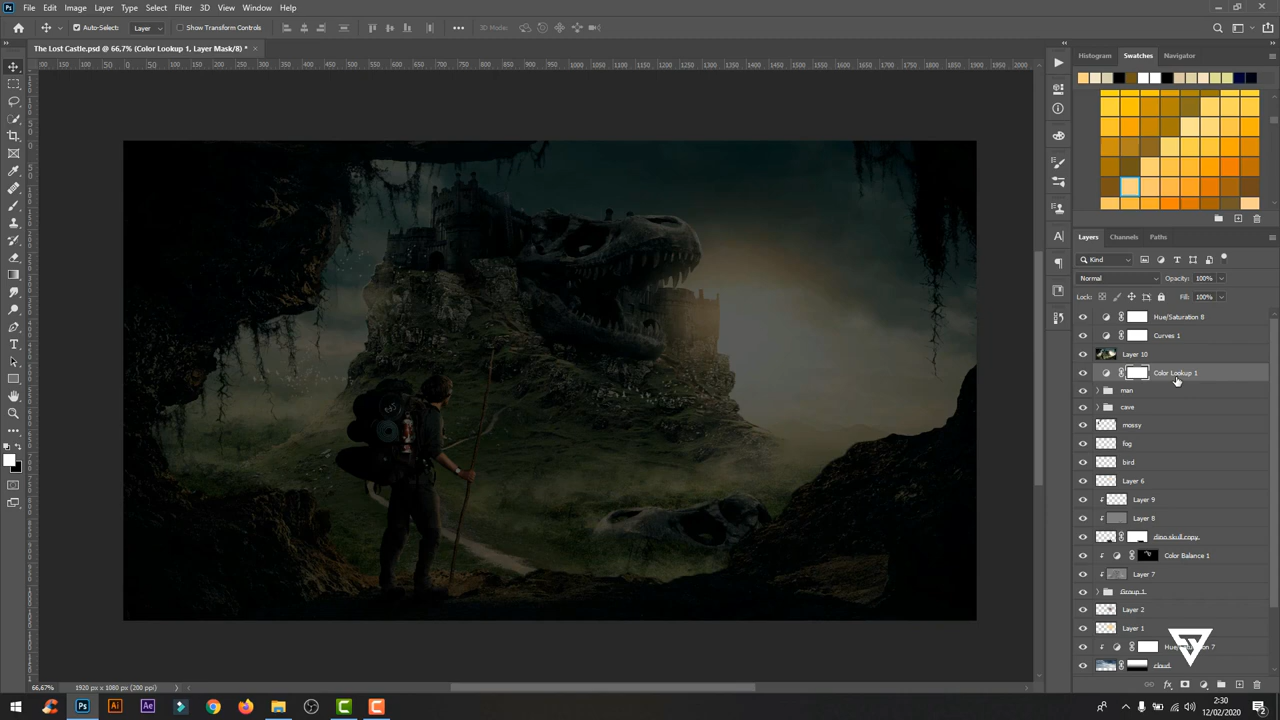 File Edit Image Layer Type Select Filter 3D View Window Help
Auto-Select: Layer Show Transform Controls 3D Mode:
The Lost Castle.psd @ 66,7% (Color Lookup 1, Layer Mask/8) *
Histogram Swatches Navigator
Layers Channels Paths
Kind
Normal Opacity: 100%
Lock: Fill: 100%
Hue/Saturation 8
Curves 1
Layer 10
Color Lookup 1
man
cave
mossy
fog
bird
Layer 6
Layer 9
Layer 8
dino skull copy
Color Balance 1
Layer 7
Group 1
Layer 2
Layer 1
cloud
66,67% 1920 px x 1080 px (200 ppi)
2:30
12/02/2020